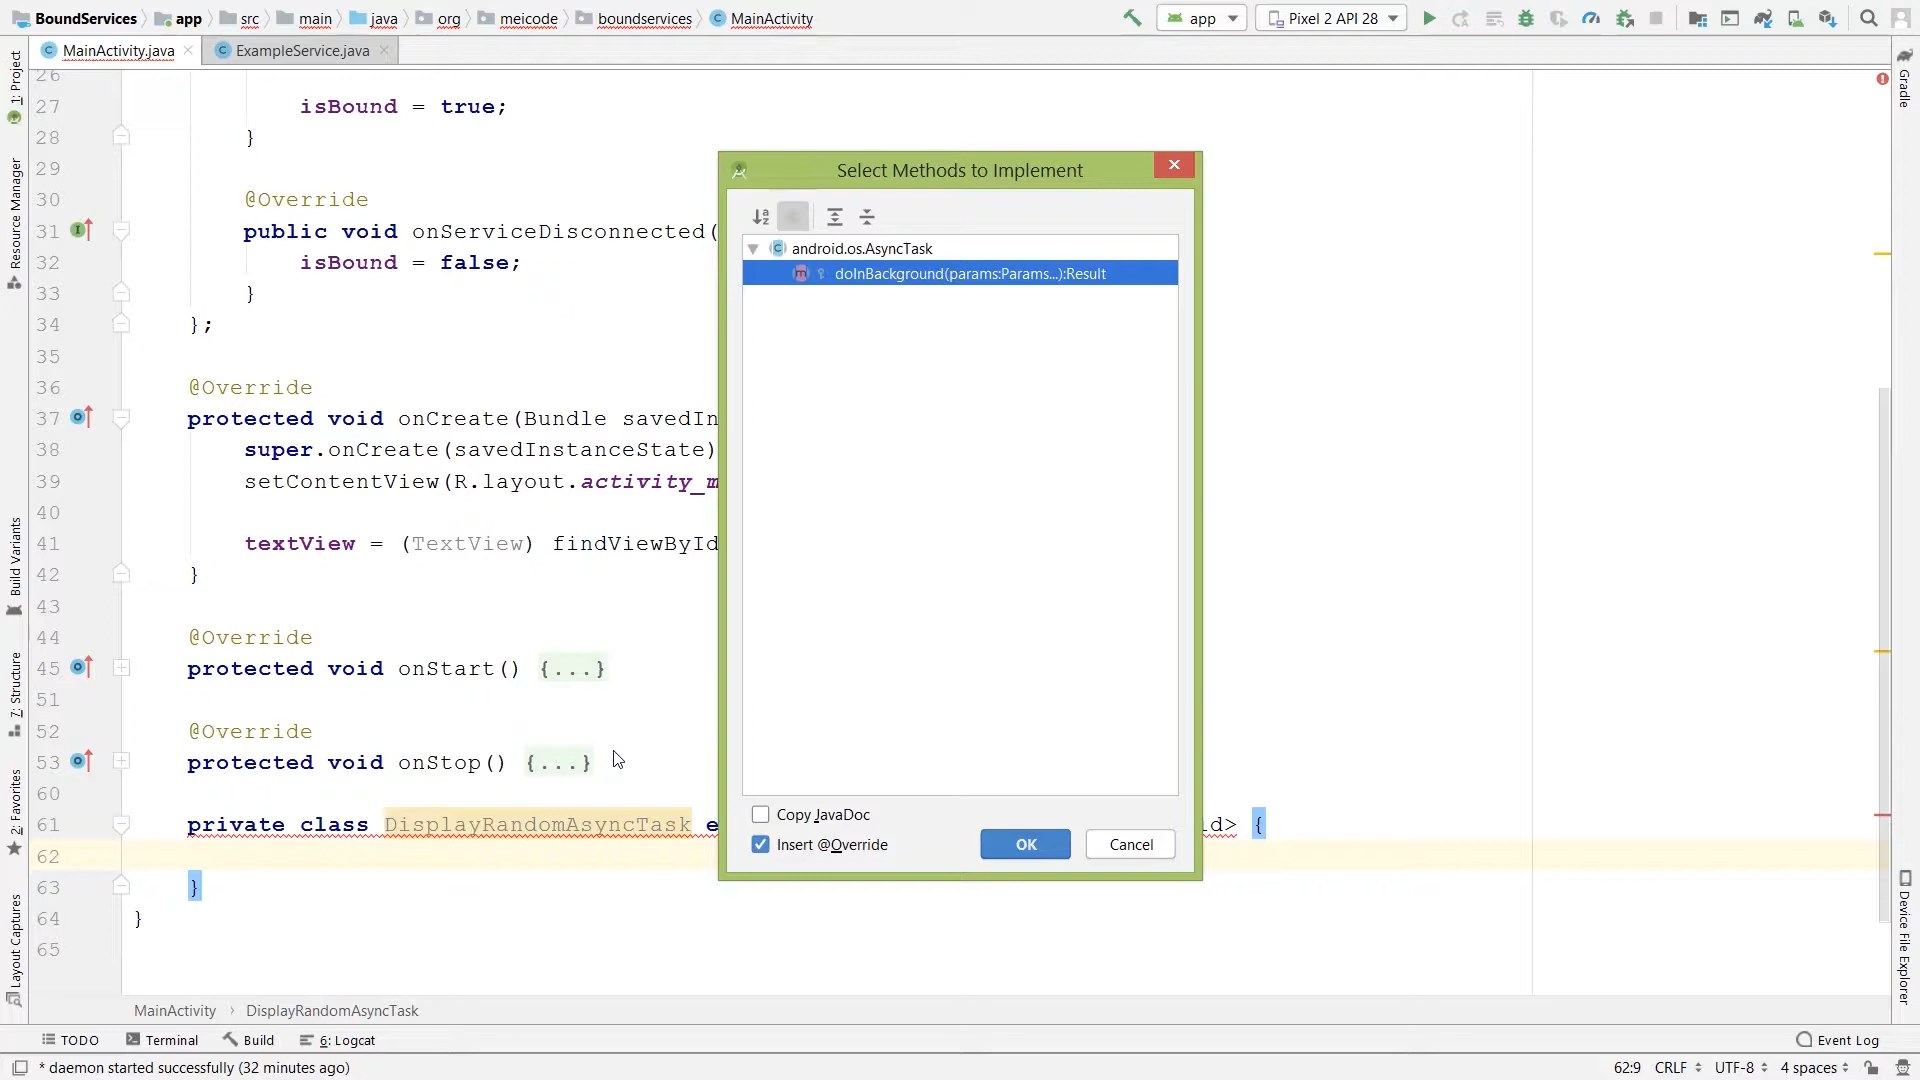 BoundServices app src main java org meicode boundservices MainActivity app Pixel 2 API 28
MainActivity.java ExampleService.java
1: Project
Resource Manager
Build Variants
7: Structure
2: Favorites
Layout Captures
26
27 isBound = true;
28 }
29
30 @Override
31 public void onServiceDisconnected(
32 isBound = false;
33 }
34 };
35
36 @Override
37 protected void onCreate(Bundle savedIn
38 super.onCreate(savedInstanceState)
39 setContentView(R.layout.activity_m
40
41 textView = (TextView) findViewById
42 }
43
44 @Override
45 protected void onStart() {...}
51
52 @Override
53 protected void onStop() {...}
60
61 private class DisplayRandomAsyncTask e id> {
62
63 }
64 }
65
Select Methods to Implement
android.os.AsyncTask
doInBackground(params:Params...):Result
Copy JavaDoc
Insert @Override
OK Cancel
Gradle
Device File Explorer
MainActivity DisplayRandomAsyncTask
TODO Terminal Build 6: Logcat Event Log
* daemon started successfully (32 minutes ago) 62:9 CRLF UTF-8 4 spaces